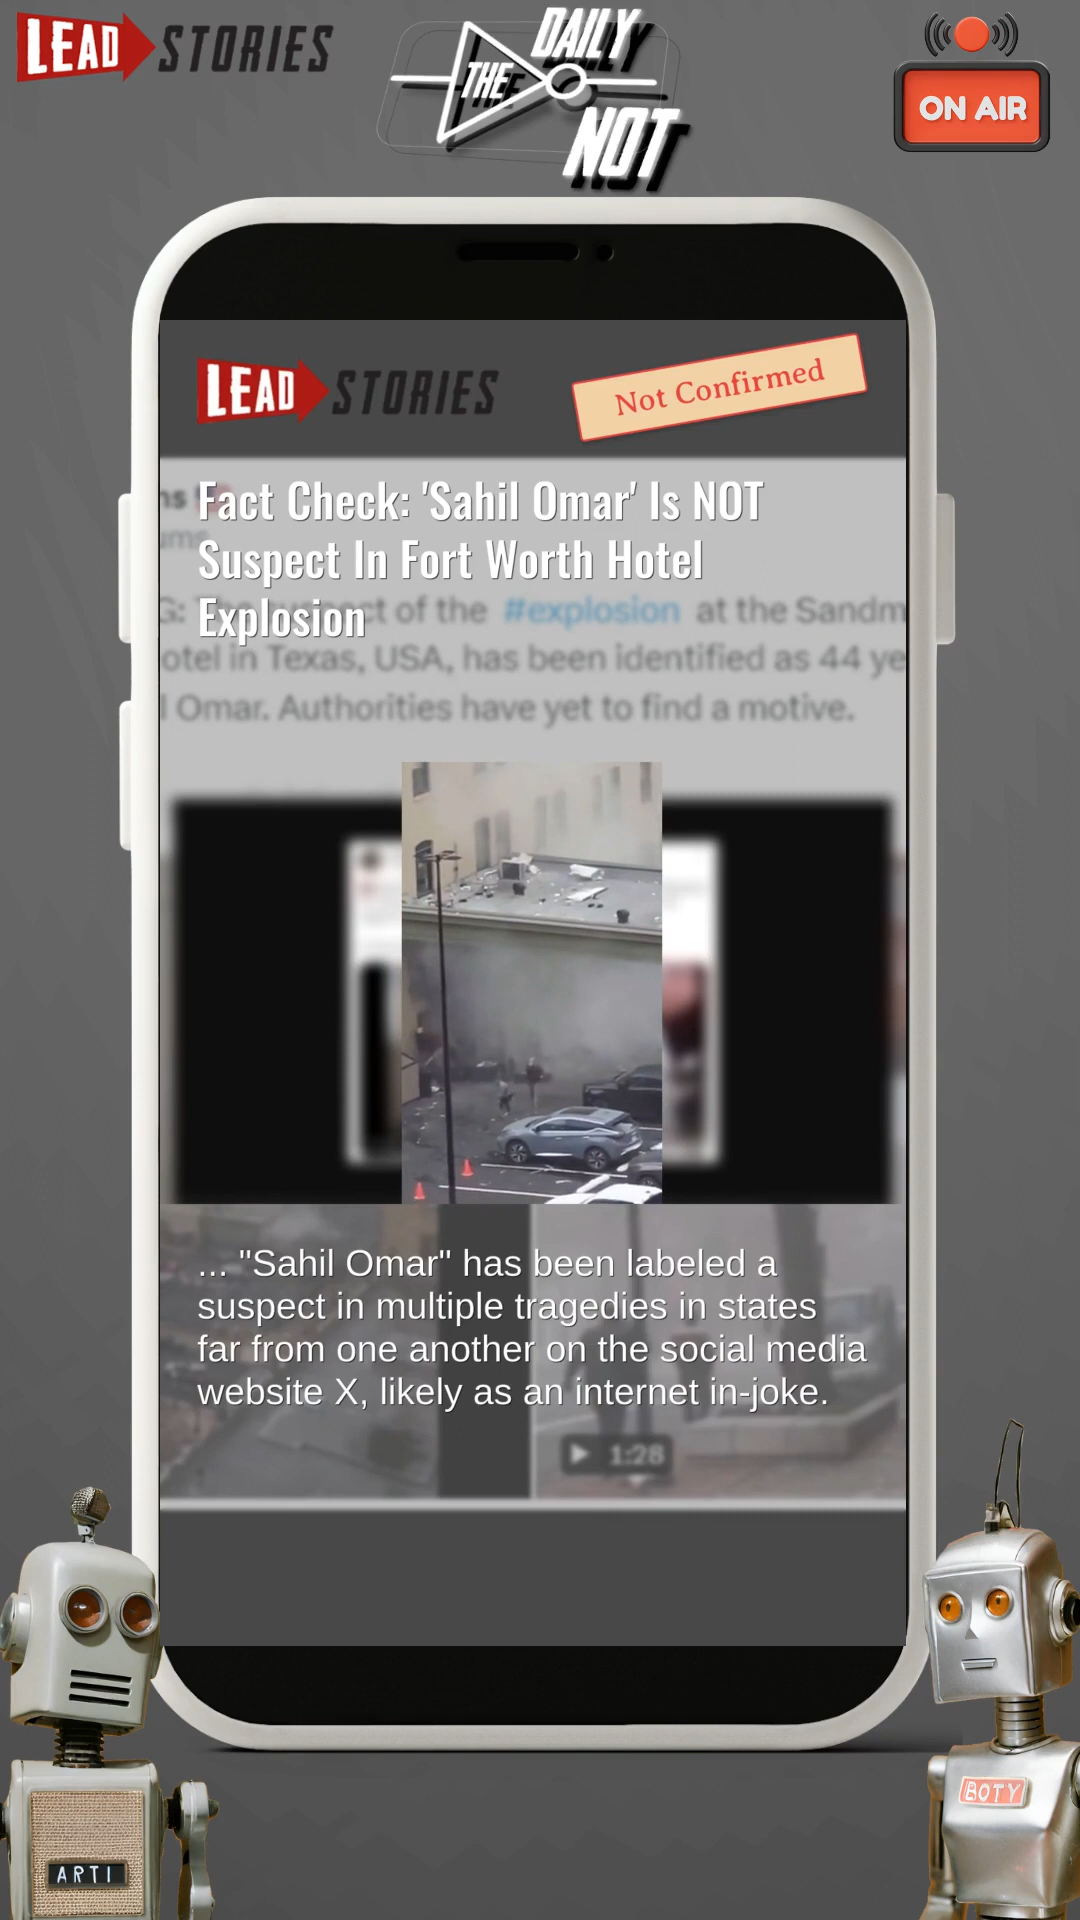 LEAD STORIES
THE DAILY NOT
ON AIR
LEAD STORIES
Not Confirmed
Fact Check: 'Sahil Omar' Is NOT
Suspect In Fort Worth Hotel
Explosion
ns
ums
G: The suspect of the #explosion at the Sandm
otel in Texas, USA, has been identified as 44 ye
l Omar. Authorities have yet to find a motive.
... "Sahil Omar" has been labeled a
suspect in multiple tragedies in states
far from one another on the social media
website X, likely as an internet in-joke.
1:28
BOTY
ARTI